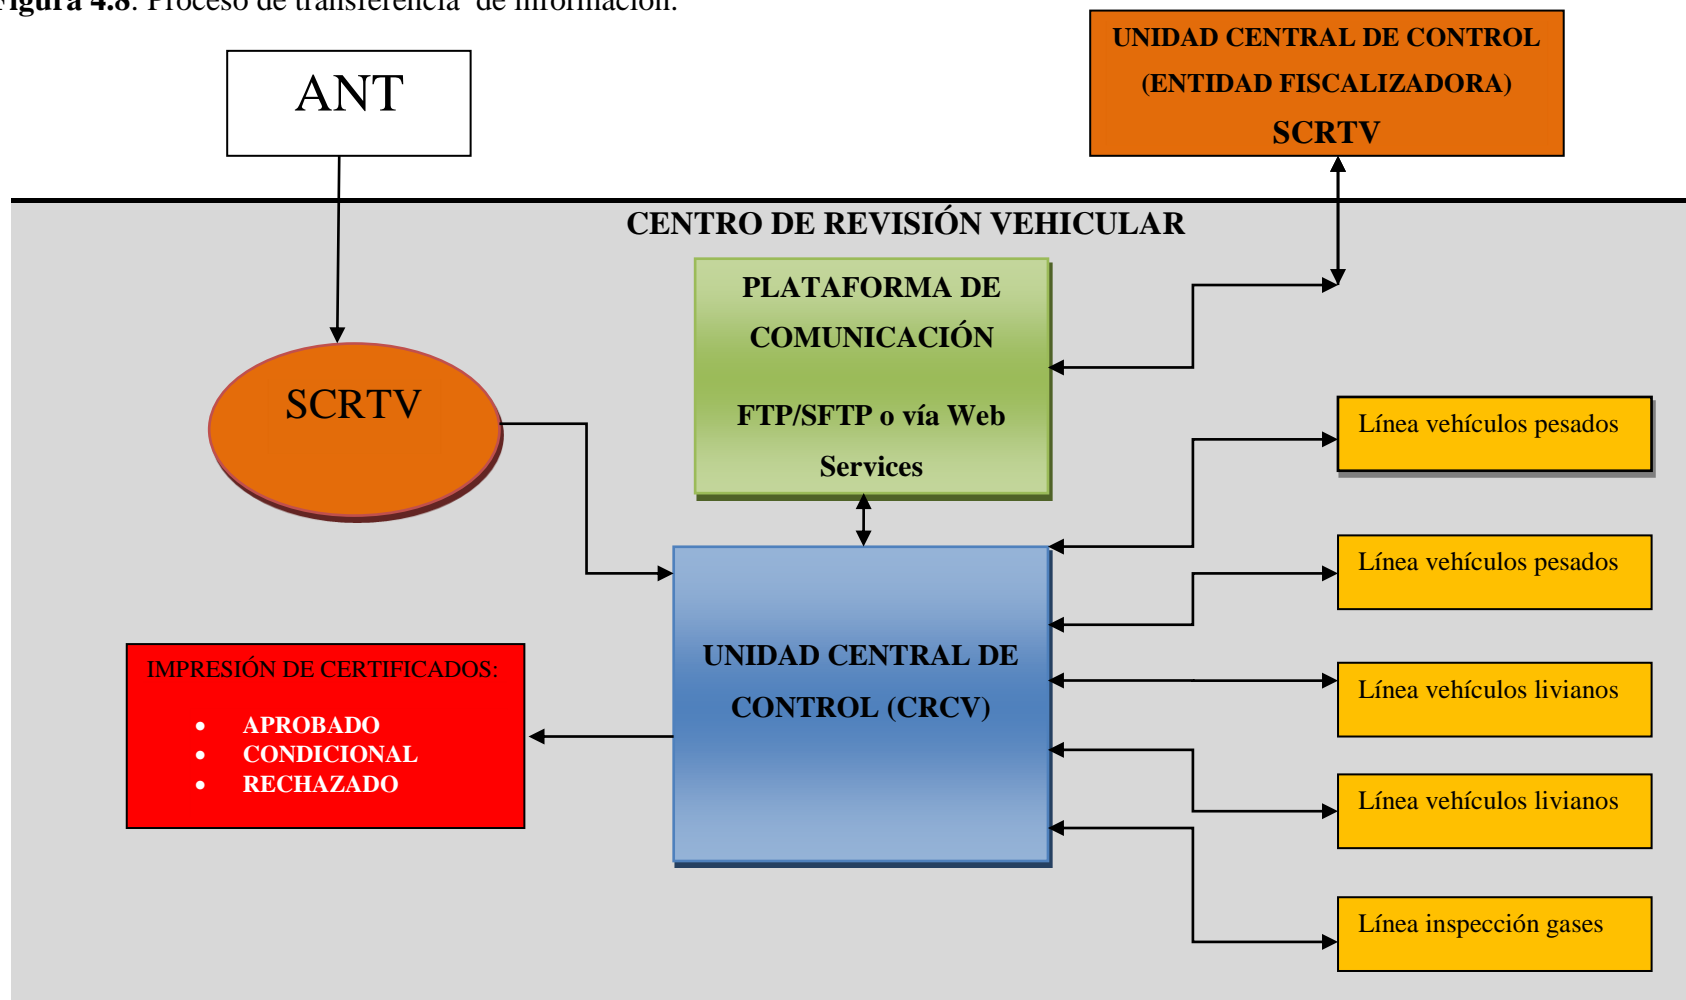 Figura 4.8. Proceso de transferencia de información.
UNIDAD CENTRAL DE CONTROL
(ENTIDAD FISCALIZADORA)
SCRTV
ANT
CENTRO DE REVISIÓN VEHICULAR
PLATAFORMA DE
COMUNICACIÓN
FTP/SFTP o vía Web
Services
SCRTV
Línea vehículos pesados
Línea vehículos pesados
UNIDAD CENTRAL DE
CONTROL (CRCV)
IMPRESIÓN DE CERTIFICADOS:
• APROBADO
• CONDICIONAL
• RECHAZADO
Línea vehículos livianos
Línea vehículos livianos
Línea inspección gases